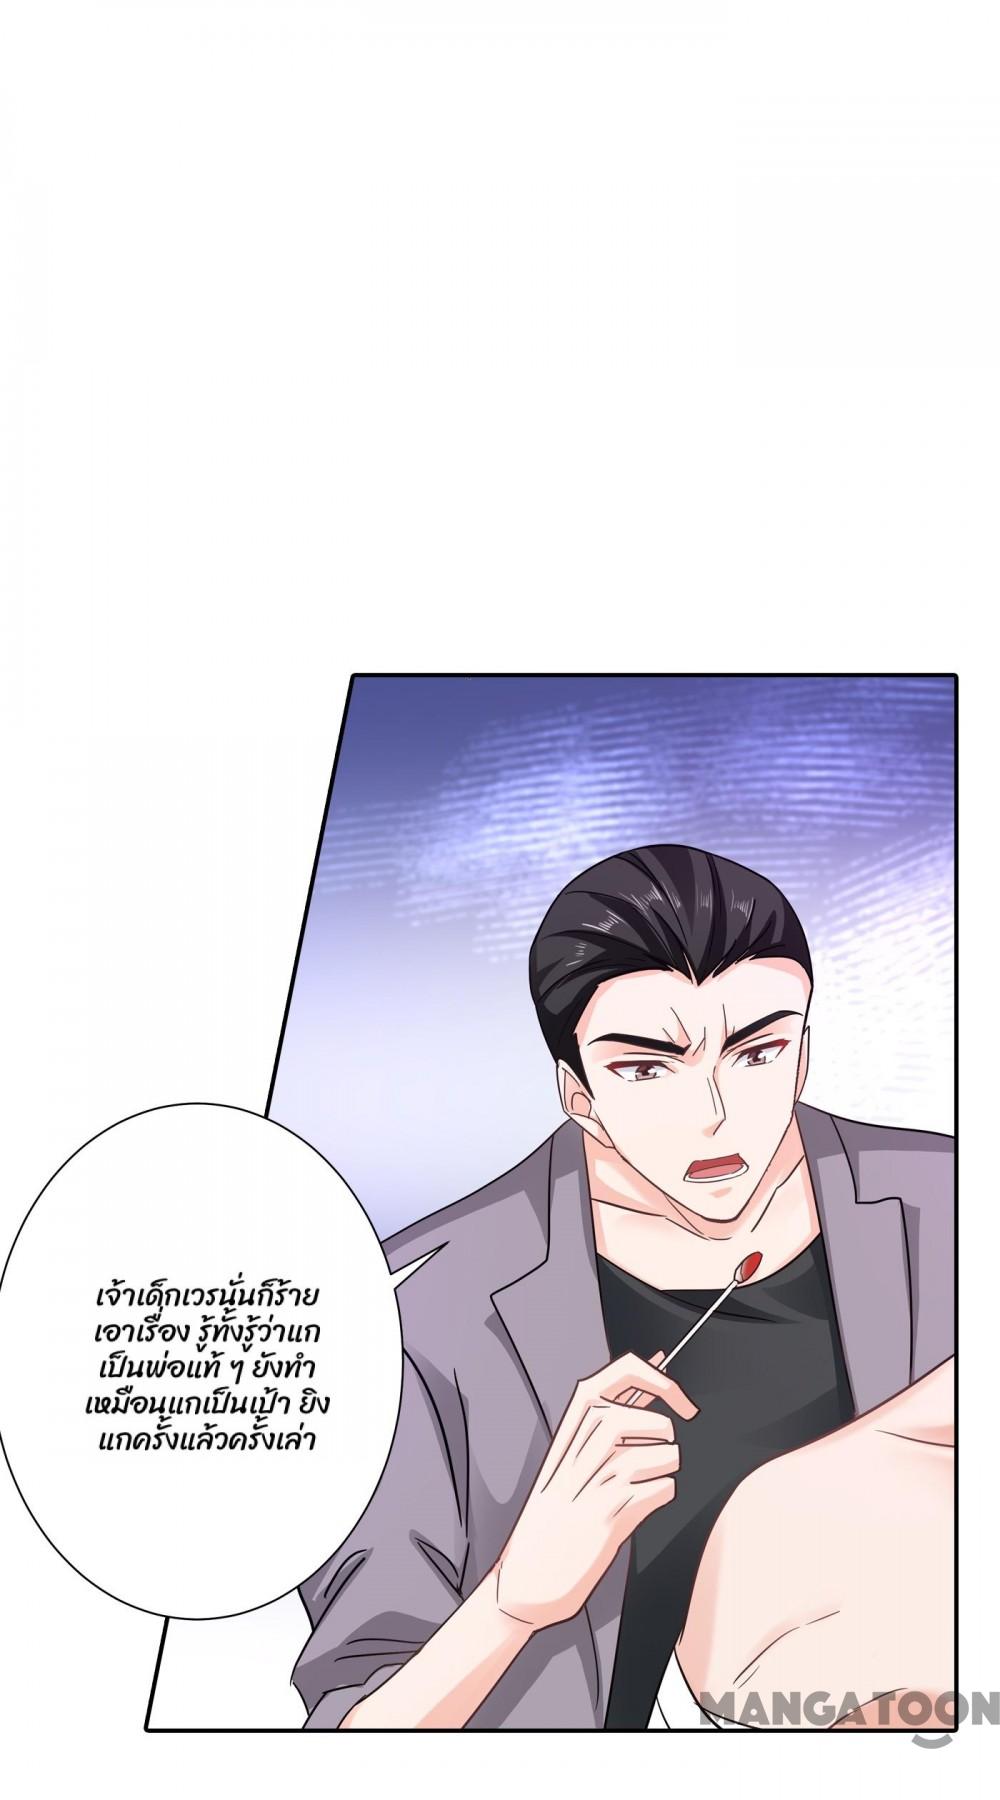 เจ้าเด็กเวรนั่นก็ร้าย
เอาเรื่อง รู้ทั้งรู้ว่าแก
เป็นพ่อแท้ ๆ ยังทำ
เหมือนแกเป็นเป้า ยิง
แกครั้งแล้วครั้งเล่า
MANGATOON